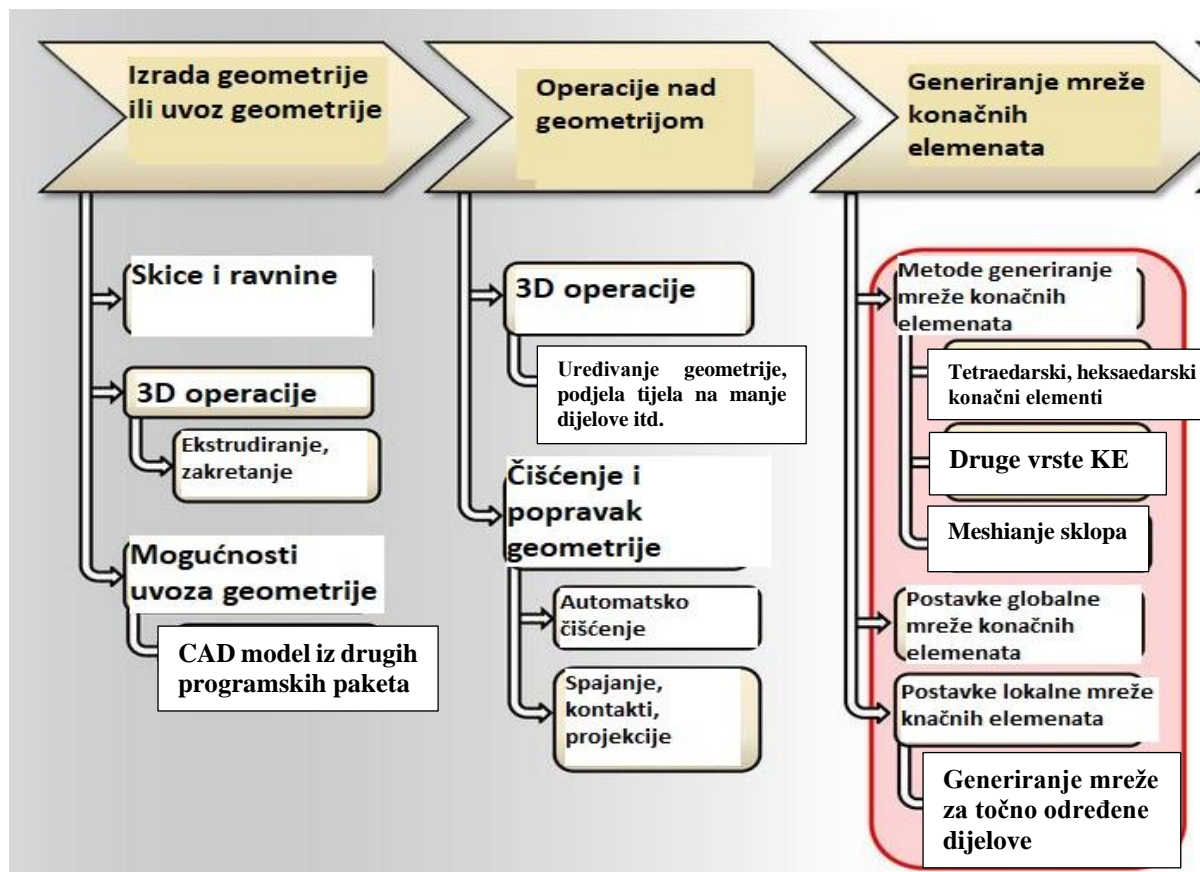 Izrada geometrije
ili uvoz geometrije
Skice i ravnine
3D operacije
Ekstrudiranje,
zakretanje
Mogućnosti
uvoza geometrije
CAD model iz drugih
programskih paketa
Operacije nad
geometrijom
3D operacije
Uređivanje geometrije,
podjela tijela na manje
dijelove itd.
Čišćenje i
popravak
geometrije
Automatsko
čišćenje
Spajanje,
kontakti,
projekcije
Generiranje mreže
konačnih
elemenata
Metode generiranje
mreže konačnih
elemenata
Tetraedarski, heksaedarski
konačni elementi
Druge vrste KE
Meshianje sklopa
Postavke globalne
mreže konačnih
elemenata
Postavke lokalne mreže
knačnih elemenata
Generiranje mreže
za točno određene
dijelove